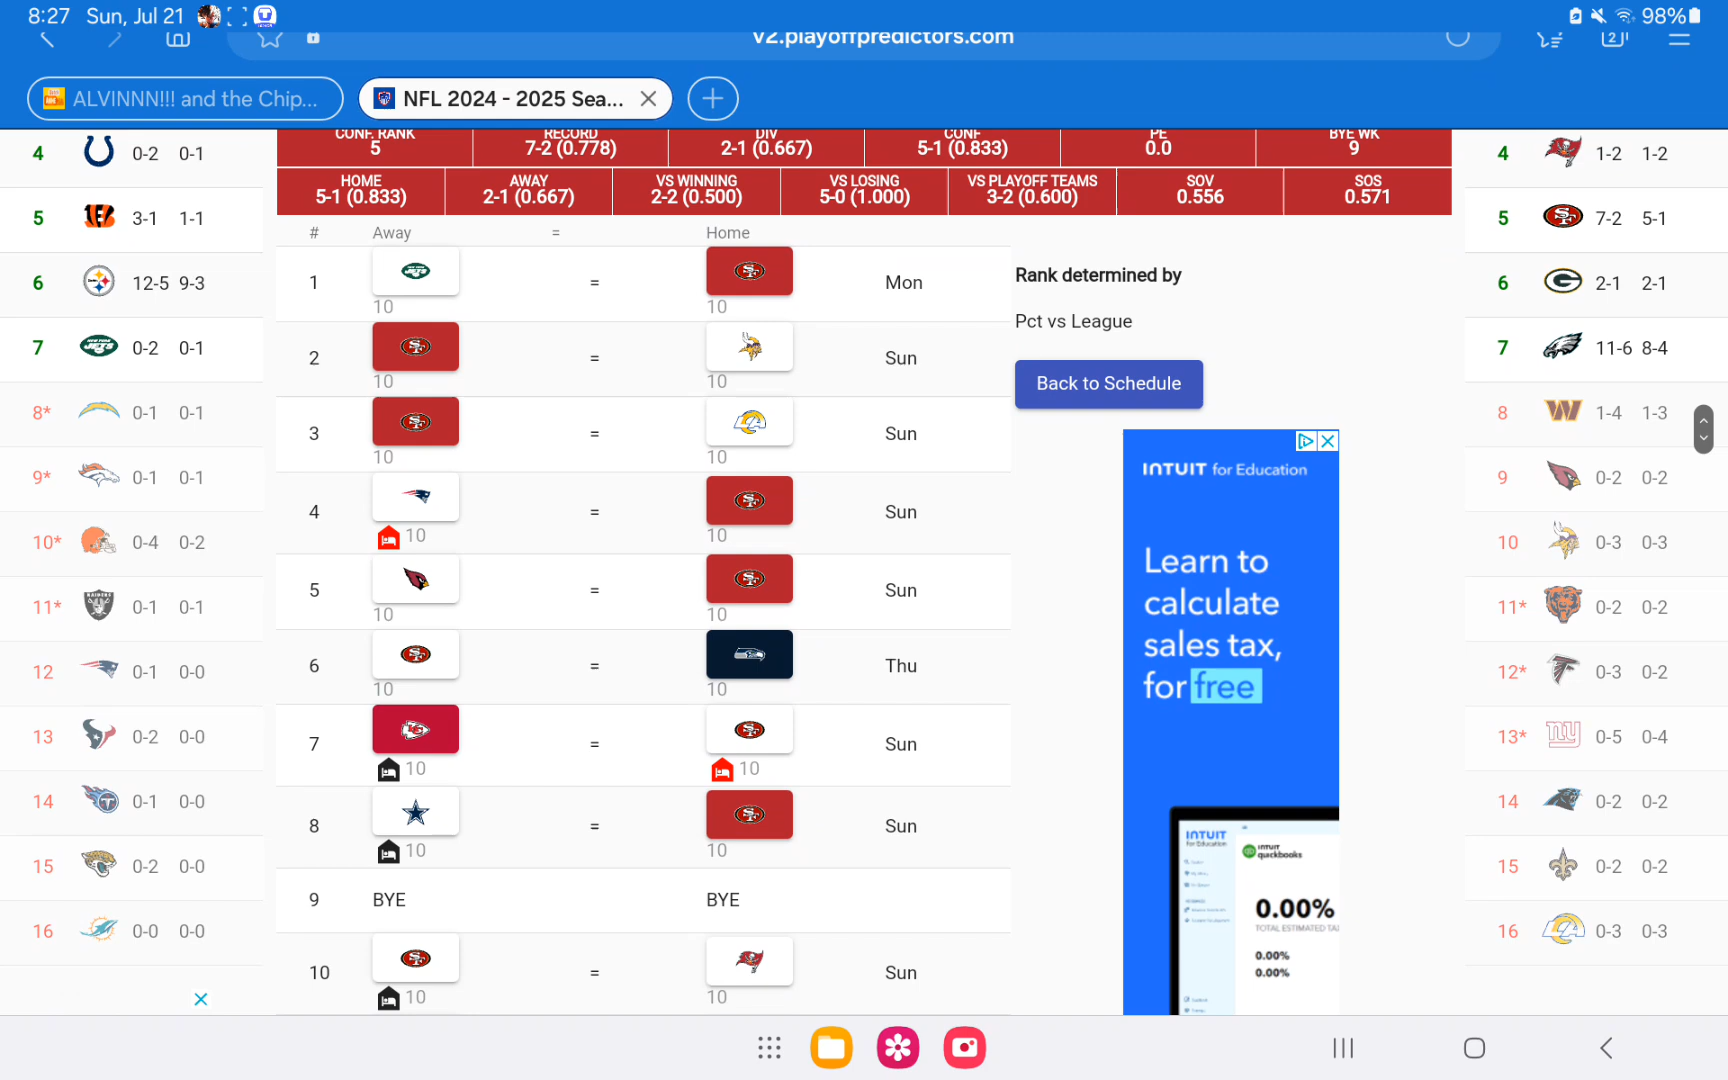 8:27 Sun, Jul 21 98%
v2.playoffpredictors.com 2
ALVINNN!!! and the Chip... NFL 2024 - 2025 Sea...
CONF. RANK RECORD DIV CONF PE BYE WK
5 7-2 (0.778) 2-1 (0.667) 5-1 (0.833) 0.0 9
HOME AWAY VS WINNING VS LOSING VS PLAYOFF TEAMS SOV SOS
5-1 (0.833) 2-1 (0.667) 2-2 (0.500) 5-0 (1.000) 3-2 (0.600) 0.556 0.571
4 0-2 0-1
5 3-1 1-1
6 12-5 9-3
7 0-2 0-1
8* 0-1 0-1
9* 0-1 0-1
10* 0-4 0-2
11* 0-1 0-1
12 0-1 0-0
13 0-2 0-0
14 0-1 0-0
15 0-2 0-0
16 0-0 0-0
# Away = Home
1 = Mon
10 10
2 = Sun
10 10
3 = Sun
10 10
4 = Sun
10 10
5 = Sun
10 10
6 = Thu
10 10
7 = Sun
10 10
8 = Sun
10 10
9 BYE BYE
10 = Sun
10 10
Rank determined by
Pct vs League
Back to Schedule
INTUIT for Education
Learn to
calculate
sales tax,
for free
INTUIT
for Education
INTUIT
quickbooks
0.00%
TOTAL ESTIMATED TA
0.00%
0.00%
4 1-2 1-2
5 7-2 5-1
6 2-1 2-1
7 11-6 8-4
8 1-4 1-3
9 0-2 0-2
10 0-3 0-3
11* 0-2 0-2
12* 0-3 0-2
13* 0-5 0-4
14 0-2 0-2
15 0-2 0-2
16 0-3 0-3